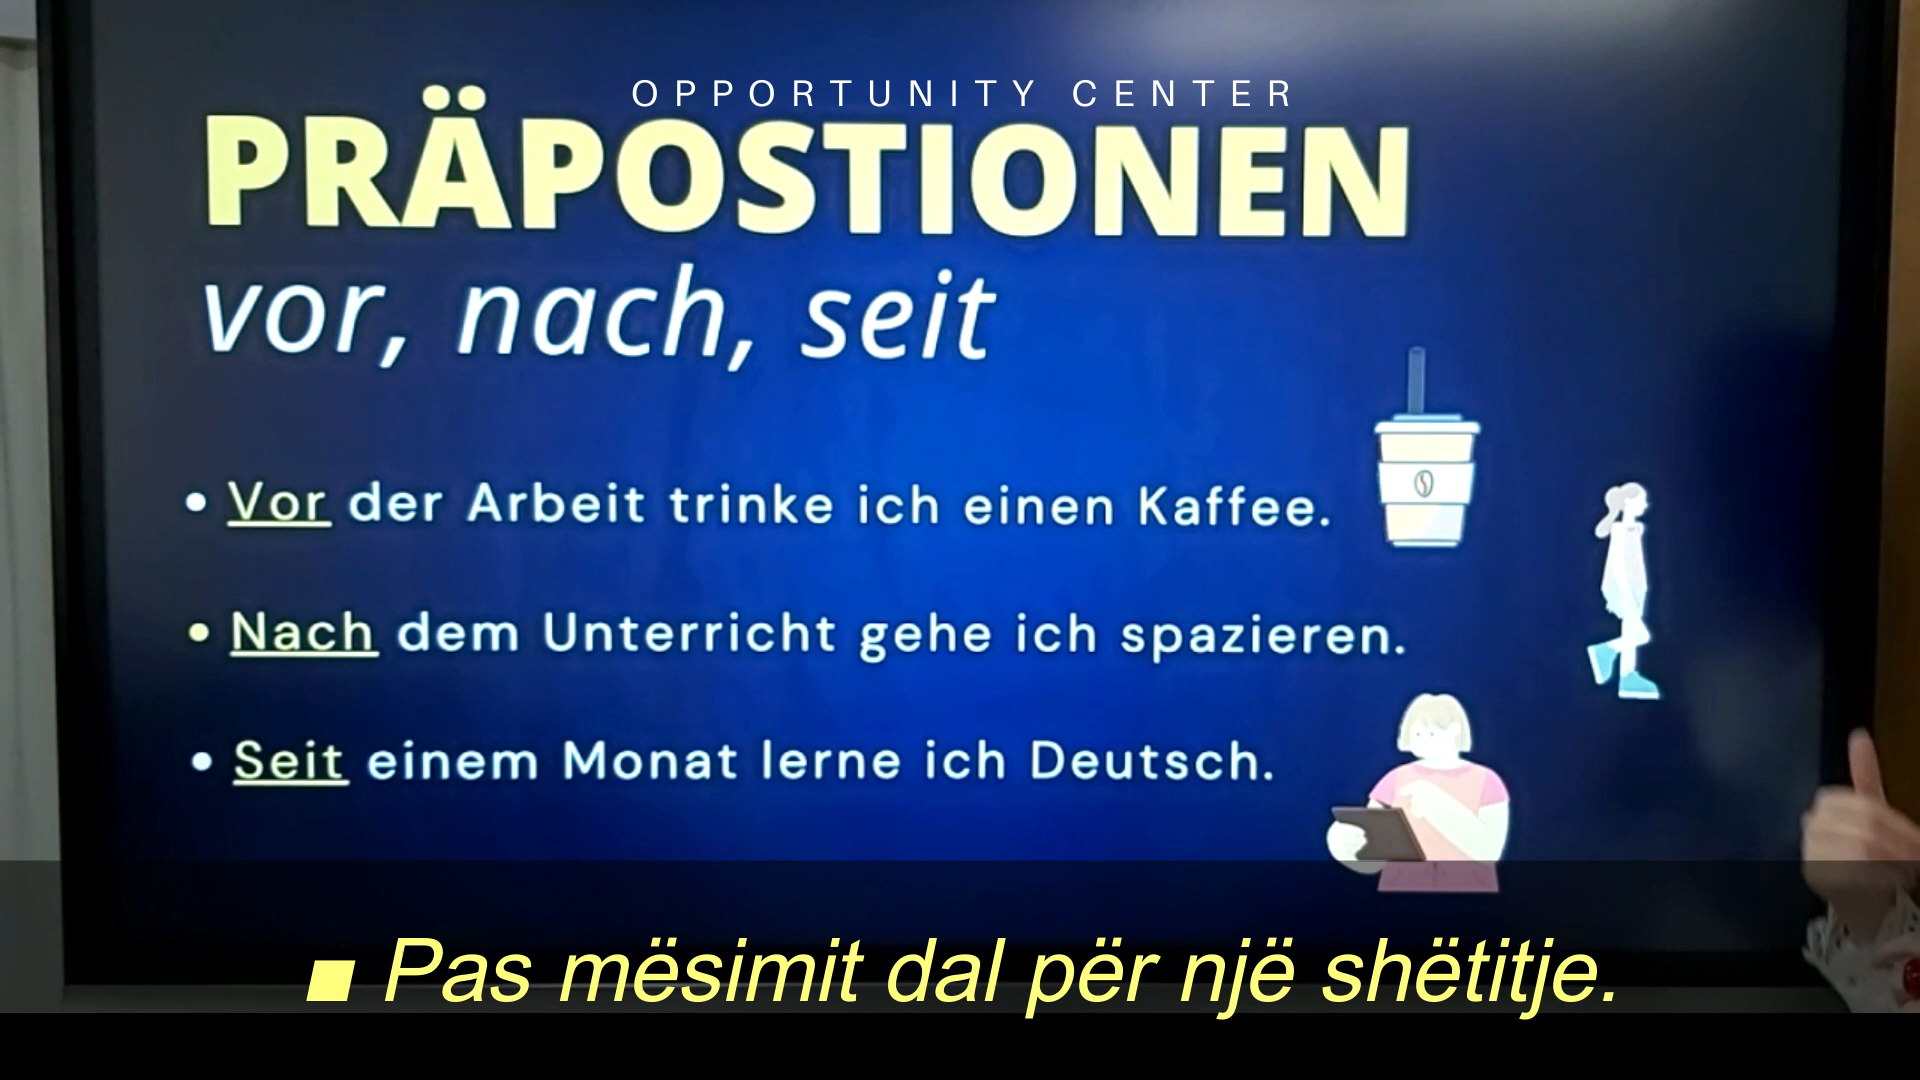 OPPORTUNITY CENTER
PRÄPOSTIONEN
vor, nach, seit
• Vor der Arbeit trinke ich einen Kaffee.
• Nach dem Unterricht gehe ich spazieren.
• Seit einem Monat lerne ich Deutsch.
▪ Pas mësimit dal për një shëtitje.